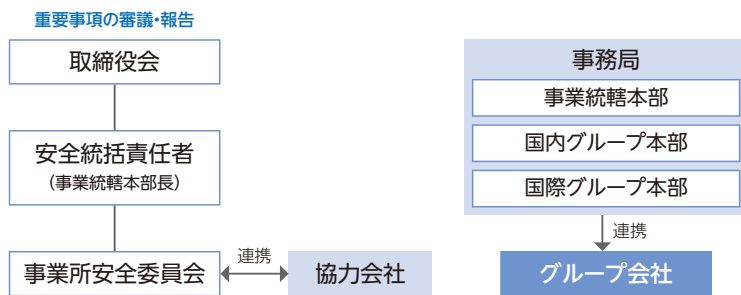 重要事項の審議・報告
取締役会
安全統括責任者
(事業統轄本部長)
事業所安全委員会
連携
協力会社
事務局
事業統轄本部
国内グループ本部
国際グループ本部
連携
グループ会社